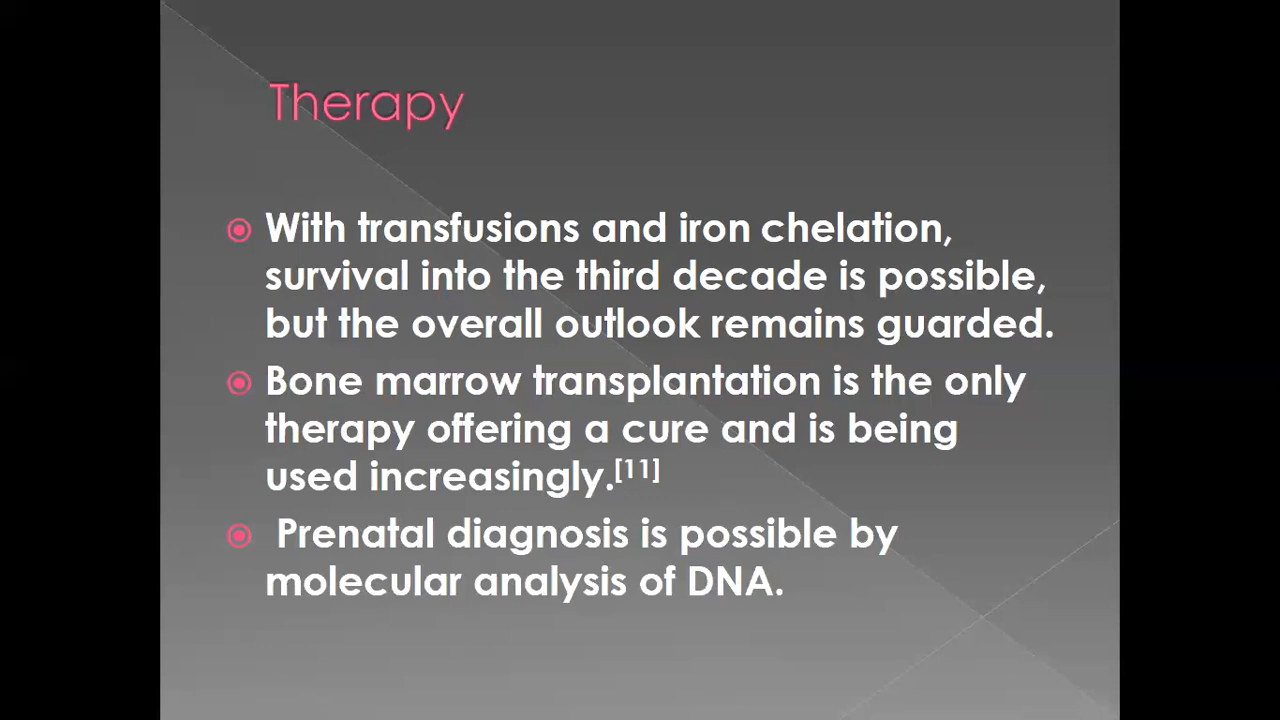 Therapy
With transfusions and iron chelation,
survival into the third decade is possible,
but the overall outlook remains guarded.
Bone marrow transplantation is the only
therapy offering a cure and is being
used increasingly.[11]
Prenatal diagnosis is possible by
molecular analysis of DNA.